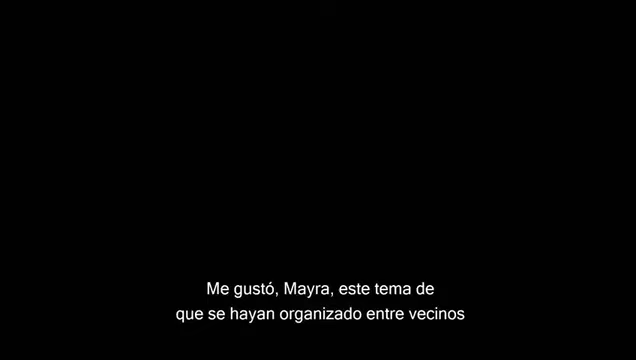 Me gustó, Mayra, este tema de
que se hayan organizado entre vecinos